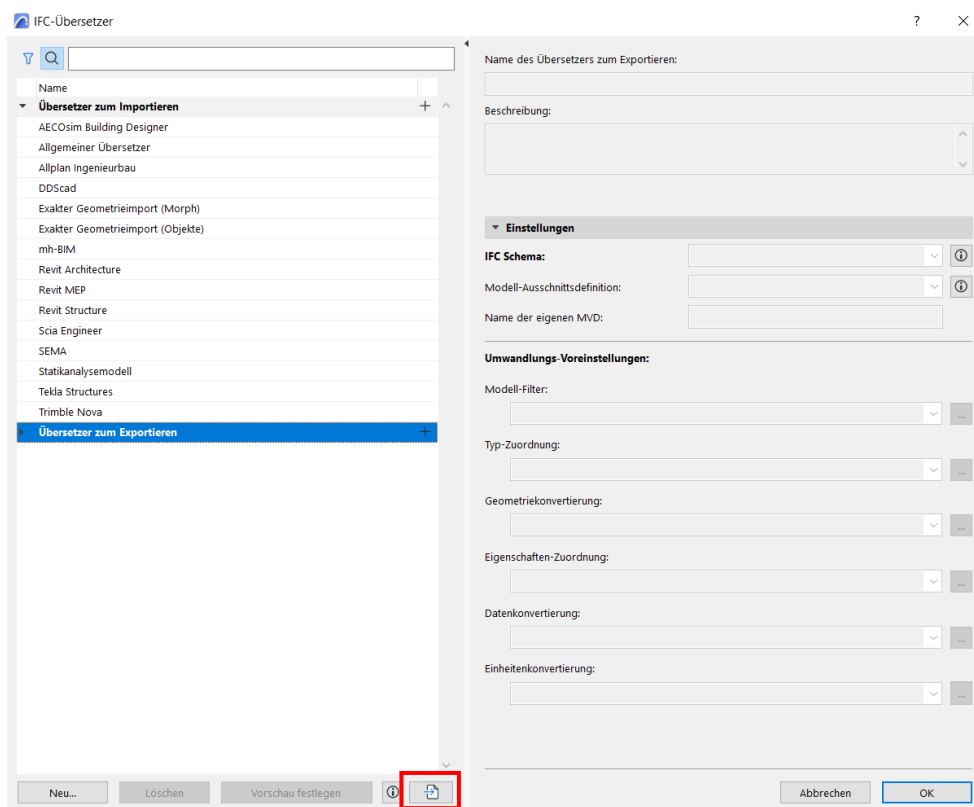 IFC-Übersetzer
?
Name
Übersetzer zum Importieren
AECOsim Building Designer
Allgemeiner Übersetzer
Allplan Ingenieurbau
DDScad
Exakter Geometrieimport (Morph)
Exakter Geometrieimport (Objekte)
mh-BIM
Revit Architecture
Revit MEP
Revit Structure
Scia Engineer
SEMA
Statikanalysemodell
Tekla Structures
Trimble Nova
Übersetzer zum Exportieren
Neu...
Löschen
Vorschau festlegen
Name des Übersetzers zum Exportieren:
Beschreibung:
Einstellungen
IFC Schema:
Modell-Ausschnittsdefinition:
Name der eigenen MVD:
Umwandlungs-Voreinstellungen:
Modell-Filter:
...
Typ-Zuordnung:
...
Geometriekonvertierung:
...
Eigenschaften-Zuordnung:
...
Datenkonvertierung:
...
Einheitenkonvertierung:
...
Abbrechen
OK